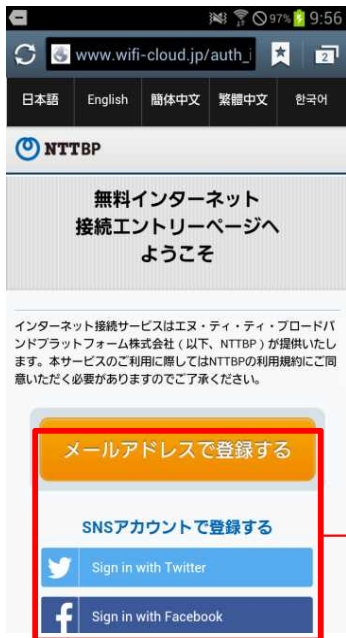 97% 9:56
www.wifi-cloud.jp/auth_i 2
日本語 English 簡体中文 繁體中文 한국어
NTTBP
無料インターネット
接続エントリーページへ
ようこそ
インターネット接続サービスはエヌ・ティ・ティ・ブロードバ
ンドプラットフォーム株式会社（以下、NTTBP）が提供いたし
ます。本サービスのご利用に際してはNTTBPの利用規約にご同
意いただく必要がありますのでご了承ください。
メールアドレスで登録する
SNSアカウントで登録する
Sign in with Twitter
f Sign in with Facebook